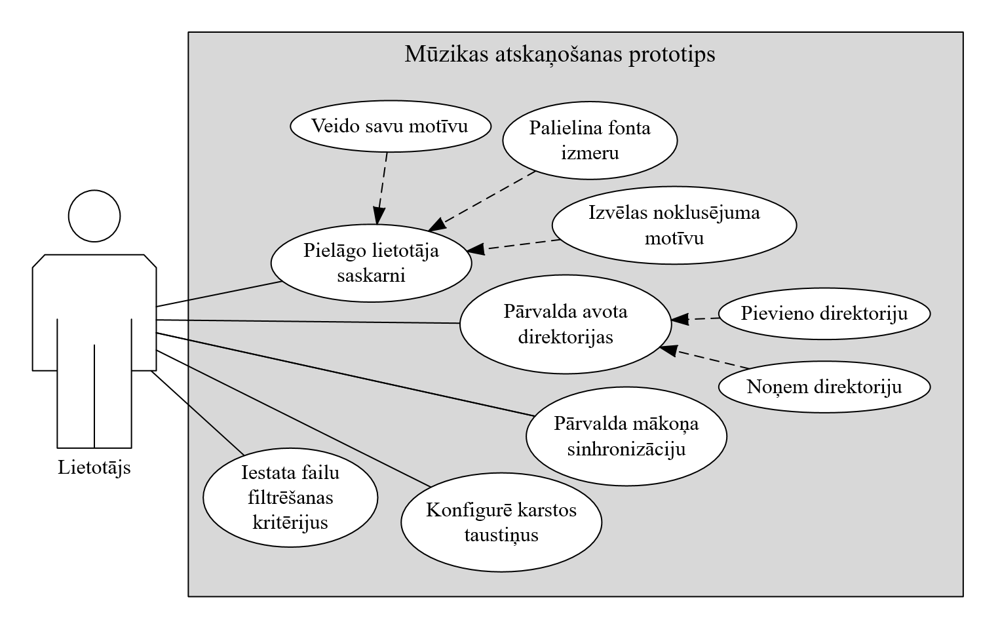 Mūzikas atskaņošanas prototips
Veido savu motīvu
Palielina fonta
izmeru
Izvēlas noklusējuma
motīvu
Pielāgo lietotāja
saskarni
Pārvalda avota
direktorijas
Pievieno direktoriju
Noņem direktoriju
Pārvalda mākoņa
sinhronizāciju
Lietotājs
Iestata failu
filtrēšanas
kritērijus
Konfigurē karstos
taustiņus